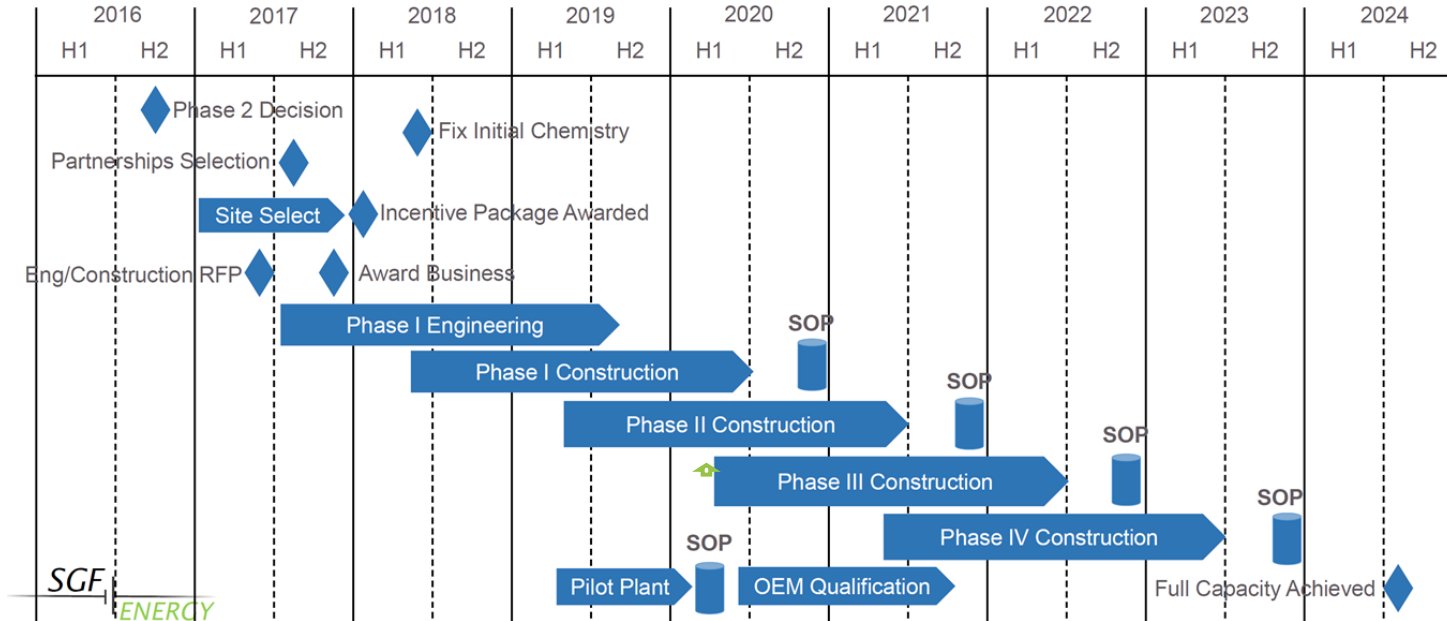 2016 2017 2018 2019 2020 2021 2022 2023 2024
H1 H2 H1 H2 H1 H2 H1 H2 H1 H2 H1 H2 H1 H2 H1 H2 H1 H2
Phase 2 Decision
Fix Initial Chemistry
Partnerships Selection
Site Select
Incentive Package Awarded
Eng/Construction RFP
Award Business
Phase I Engineering
SOP
Phase I Construction
SOP
Phase II Construction
SOP
Phase III Construction
SOP
Phase IV Construction
SOP
Pilot Plant
OEM Qualification
Full Capacity Achieved
SGF
ENERGY